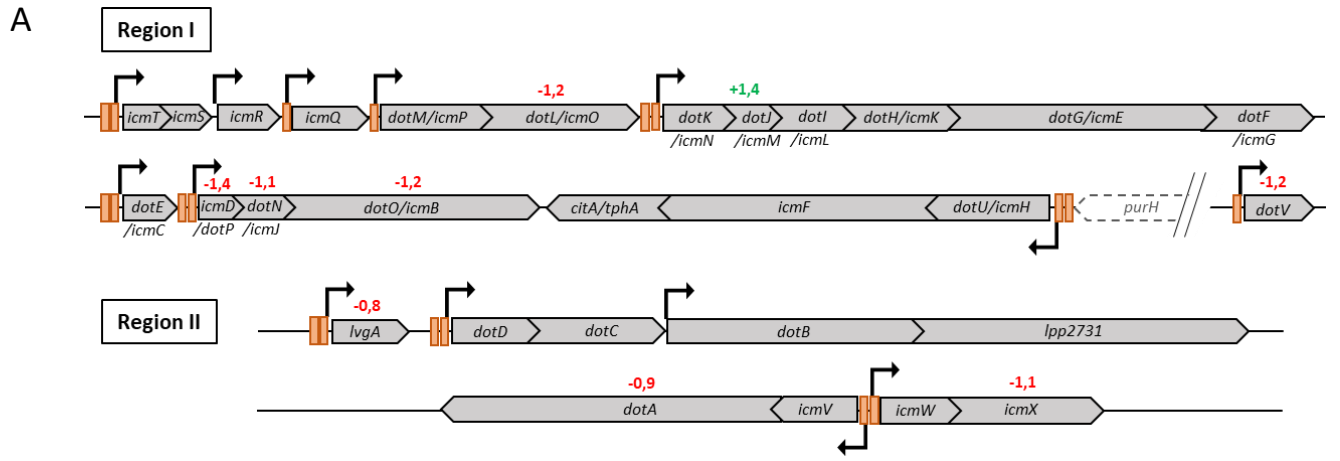 A
Region I
-1,2 +1,4
icmT icmS icmR icmQ dotM/icmP dotL/icmO dotK dotJ dotI dotH/icmK dotG/icmE dotF
/icmN /icmM /icmL /icmG
-1,4 -1,1 -1,2 -1,2
dotE icmD dotN dotO/icmB citA/tphA icmF dotU/icmH purH dotV
/icmC /dotP /icmJ
Region II
-0,8
lvgA dotD dotC dotB lpp2731
-0,9 -1,1
dotA icmV icmW icmX